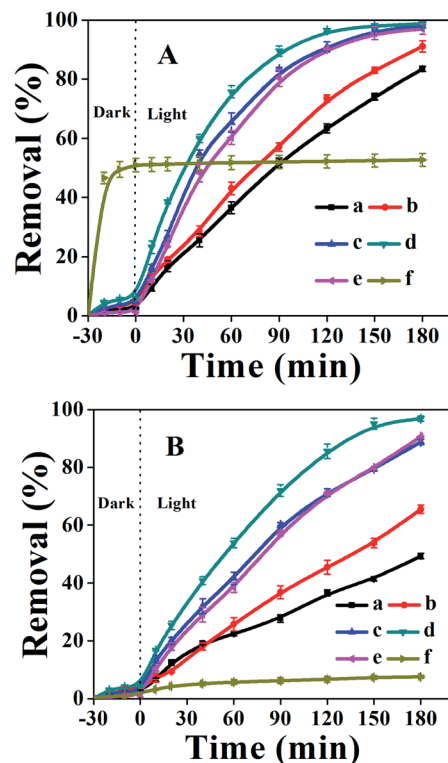 100
A
80
Dark
Light
60
40
a
b
20
c
d
e
f
0
-30
0
30
60
90
120
150
180
Removal (%)
Time (min)
100
B
80
Dark
Light
60
40
a
b
20
c
d
e
f
0
-30
0
30
60
90
120
150
180
Removal (%)
Time (min)